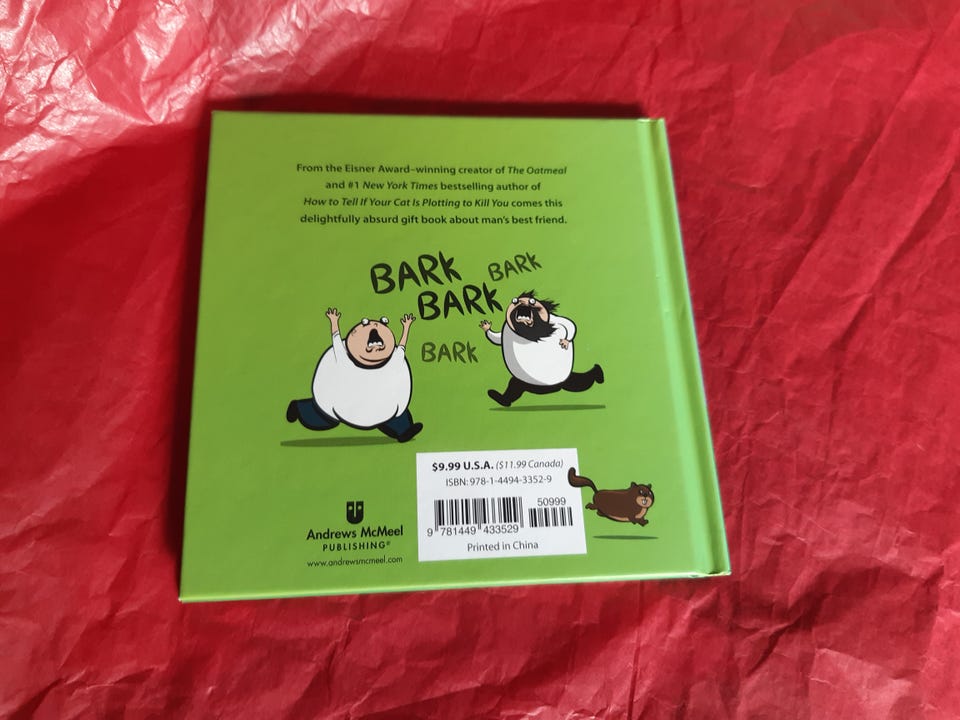 From the Eisner Award–winning creator of The Oatmeal
and #1 New York Times bestselling author of
How to Tell If Your Cat Is Plotting to Kill You comes this
delightfully absurd gift book about man's best friend.
BARK
BARK
BARK
BARK
$9.99 U.S.A. ($11.99 Canada)
ISBN: 978-1-4494-3352-9
50999
9 781449 433529
Printed in China
Andrews McMeel
PUBLISHING®
www.andrewsmcmeel.com